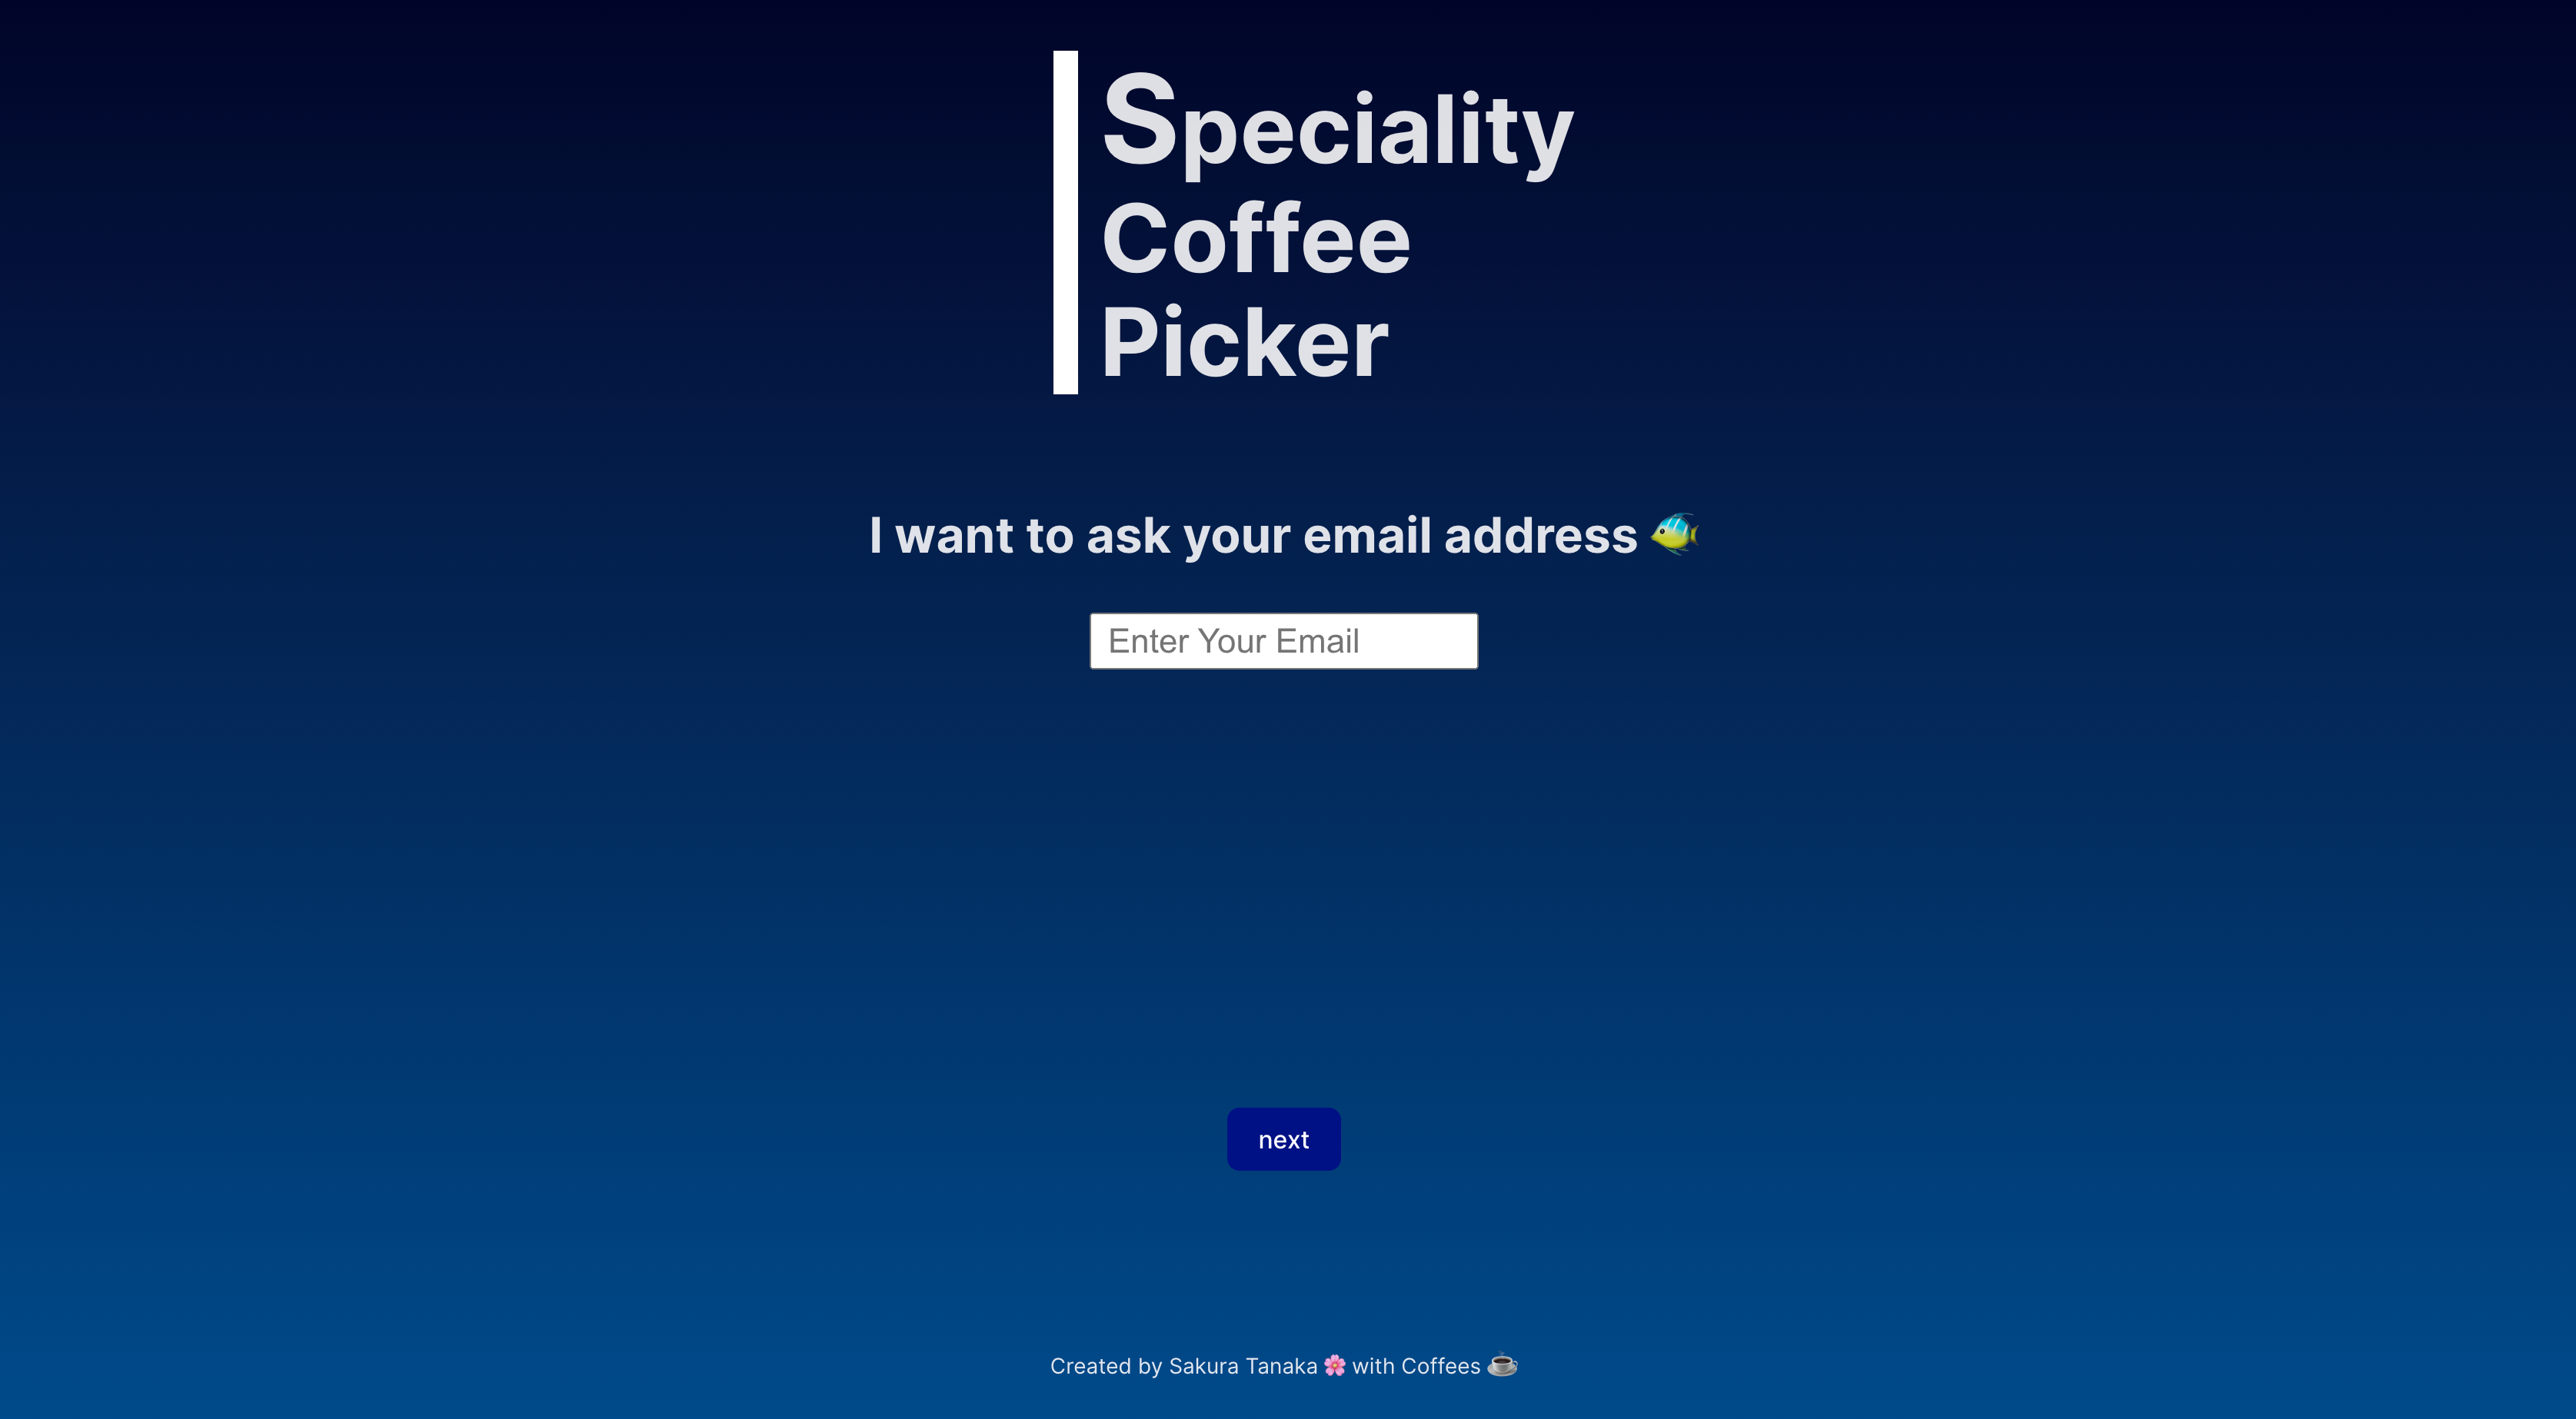 Speciality
Coffee
Picker
I want to ask your email address 🐠
Enter Your Email
next
Created by Sakura Tanaka 🌸 with Coffees ☕